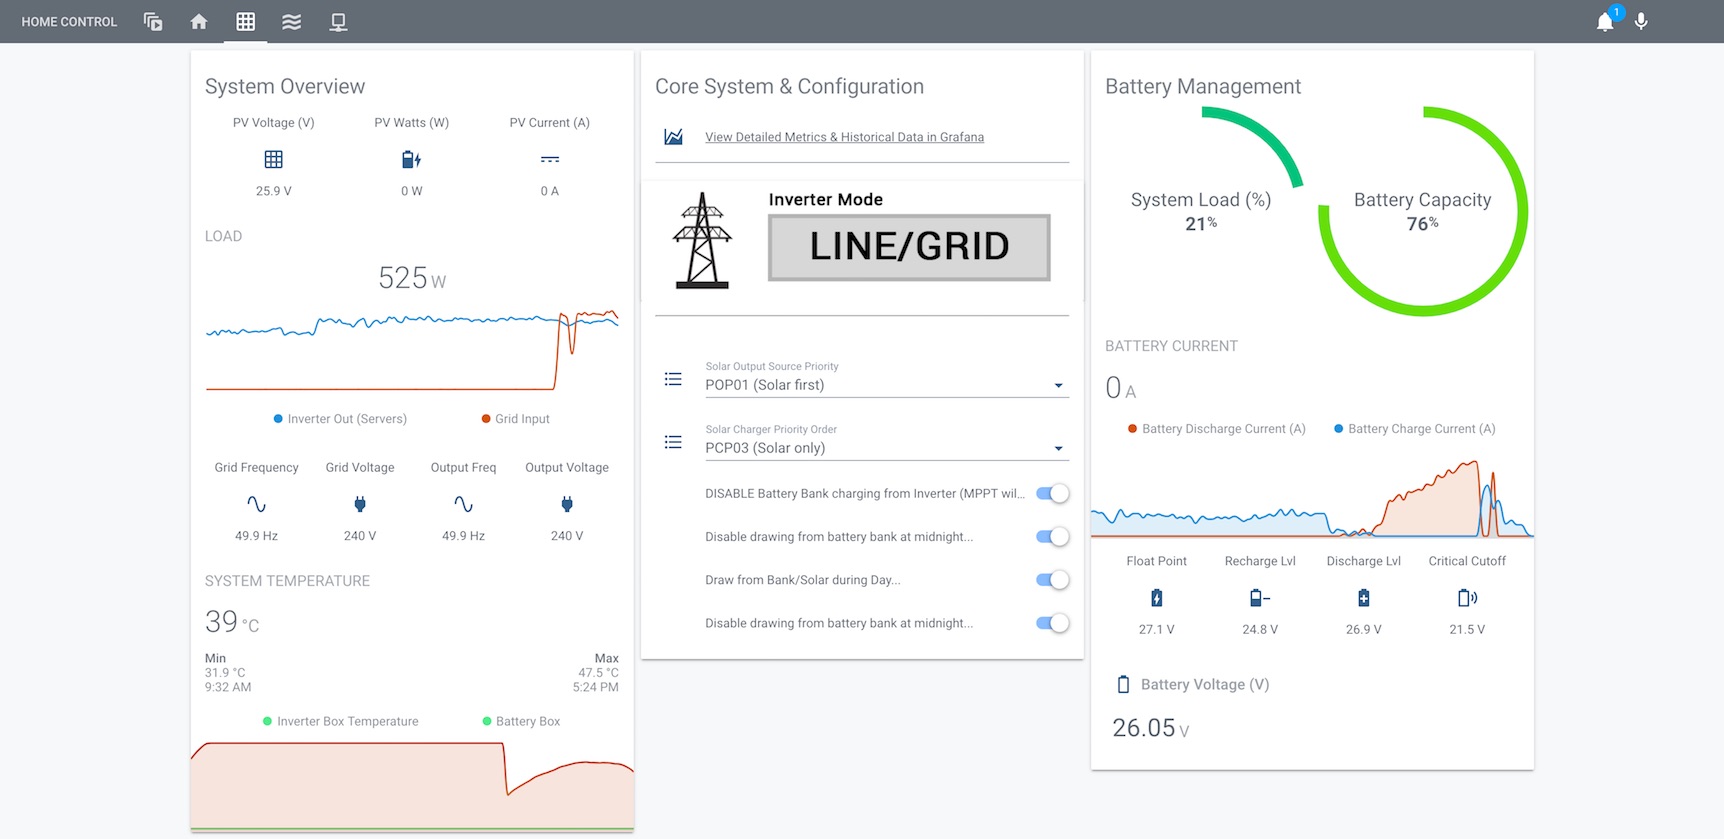 HOME CONTROL
1
System Overview
PV Voltage (V)
PV Watts (W)
PV Current (A)
25.9 V
0 W
0 A
LOAD
525 W
Inverter Out (Servers)
Grid Input
Grid Frequency
Grid Voltage
Output Freq
Output Voltage
49.9 Hz
240 V
49.9 Hz
240 V
SYSTEM TEMPERATURE
39 °C
Min
31.9 °C
9:32 AM
Max
47.5 °C
5:24 PM
Inverter Box Temperature
Battery Box
Core System & Configuration
View Detailed Metrics & Historical Data in Grafana
Inverter Mode
LINE/GRID
Solar Output Source Priority
POP01 (Solar first)
Solar Charger Priority Order
PCP03 (Solar only)
DISABLE Battery Bank charging from Inverter (MPPT wil...
Disable drawing from battery bank at midnight...
Draw from Bank/Solar during Day...
Disable drawing from battery bank at midnight...
Battery Management
System Load (%)
21%
Battery Capacity
76%
BATTERY CURRENT
0 A
Battery Discharge Current (A)
Battery Charge Current (A)
Float Point
Recharge Lvl
Discharge Lvl
Critical Cutoff
27.1 V
24.8 V
26.9 V
21.5 V
Battery Voltage (V)
26.05 V